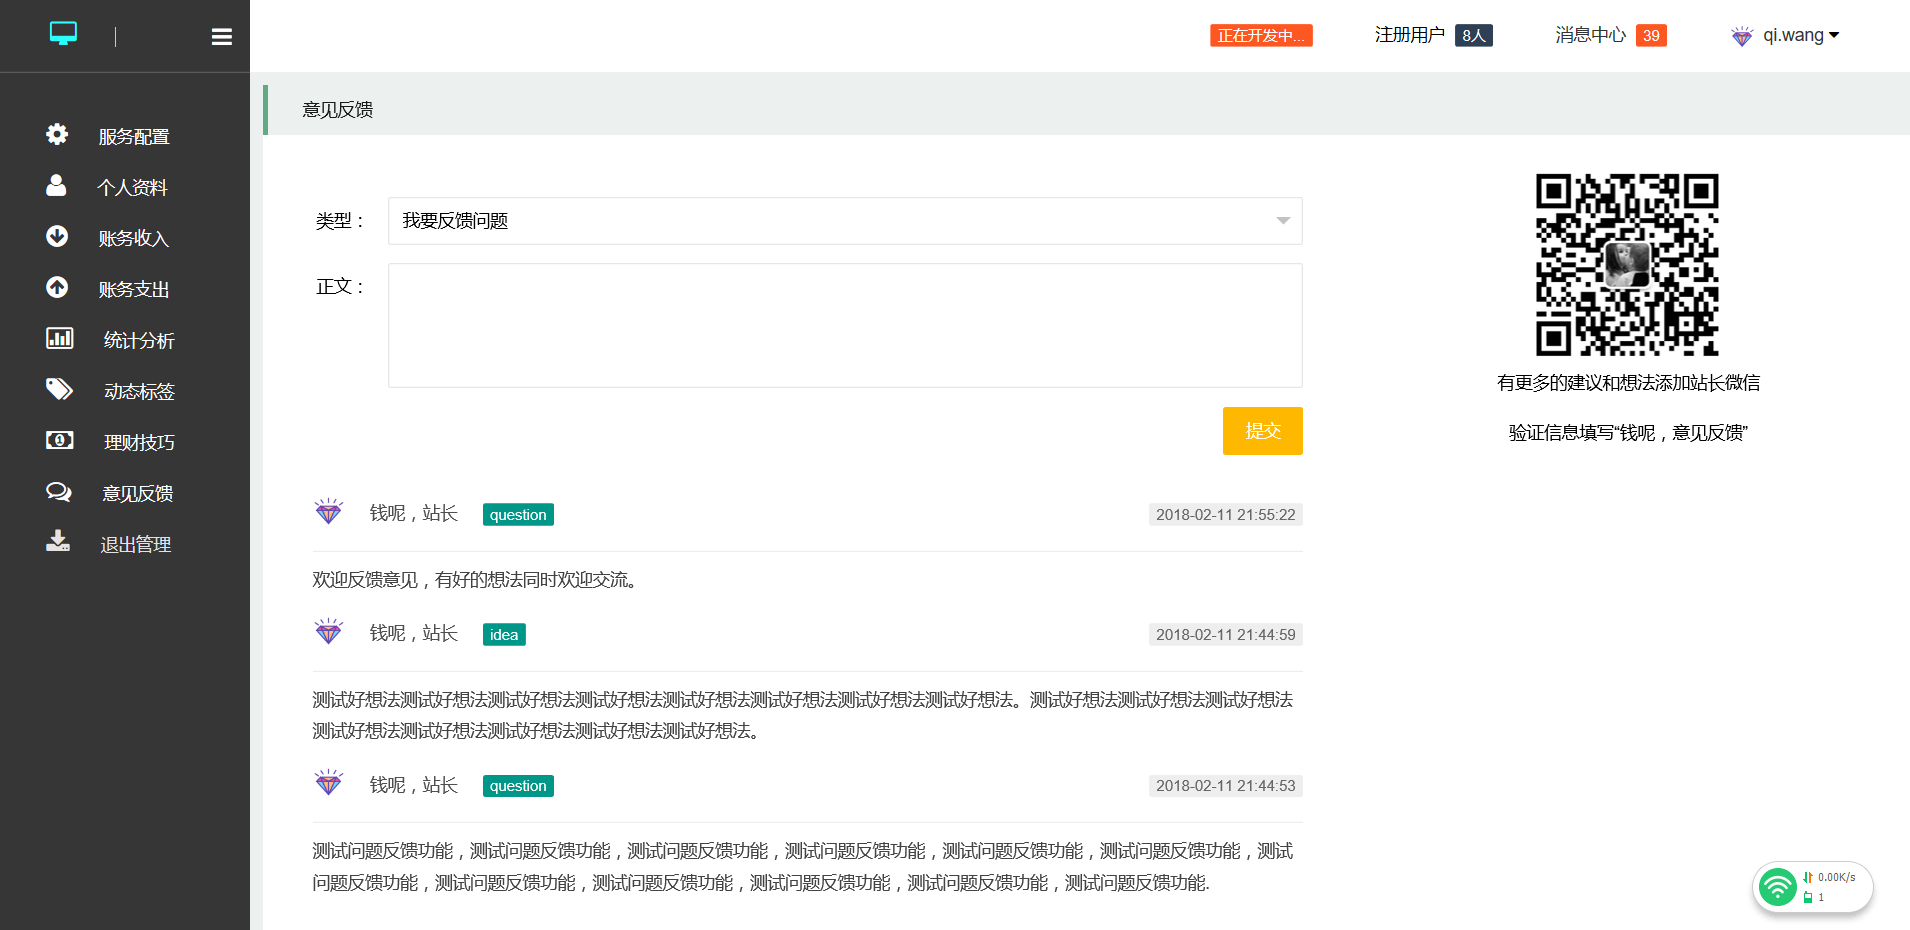 正在开发中...
注册用户 8人
消息中心 39
qi.wang
服务配置
个人资料
账务收入
账务支出
统计分析
动态标签
理财技巧
意见反馈
退出管理
意见反馈
类型：
我要反馈问题
正文：
提交
有更多的建议和想法添加站长微信
验证信息填写“钱呢，意见反馈”
钱呢，站长 question 2018-02-11 21:55:22
欢迎反馈意见，有好的想法同时欢迎交流。
钱呢，站长 idea 2018-02-11 21:44:59
测试好想法测试好想法测试好想法测试好想法测试好想法测试好想法测试好想法测试好想法。测试好想法测试好想法测试好想法
测试好想法测试好想法测试好想法测试好想法测试好想法。
钱呢，站长 question 2018-02-11 21:44:53
测试问题反馈功能，测试问题反馈功能，测试问题反馈功能，测试问题反馈功能，测试问题反馈功能，测试问题反馈功能，测试
问题反馈功能，测试问题反馈功能，测试问题反馈功能，测试问题反馈功能，测试问题反馈功能，测试问题反馈功能.
0.00K/s
1